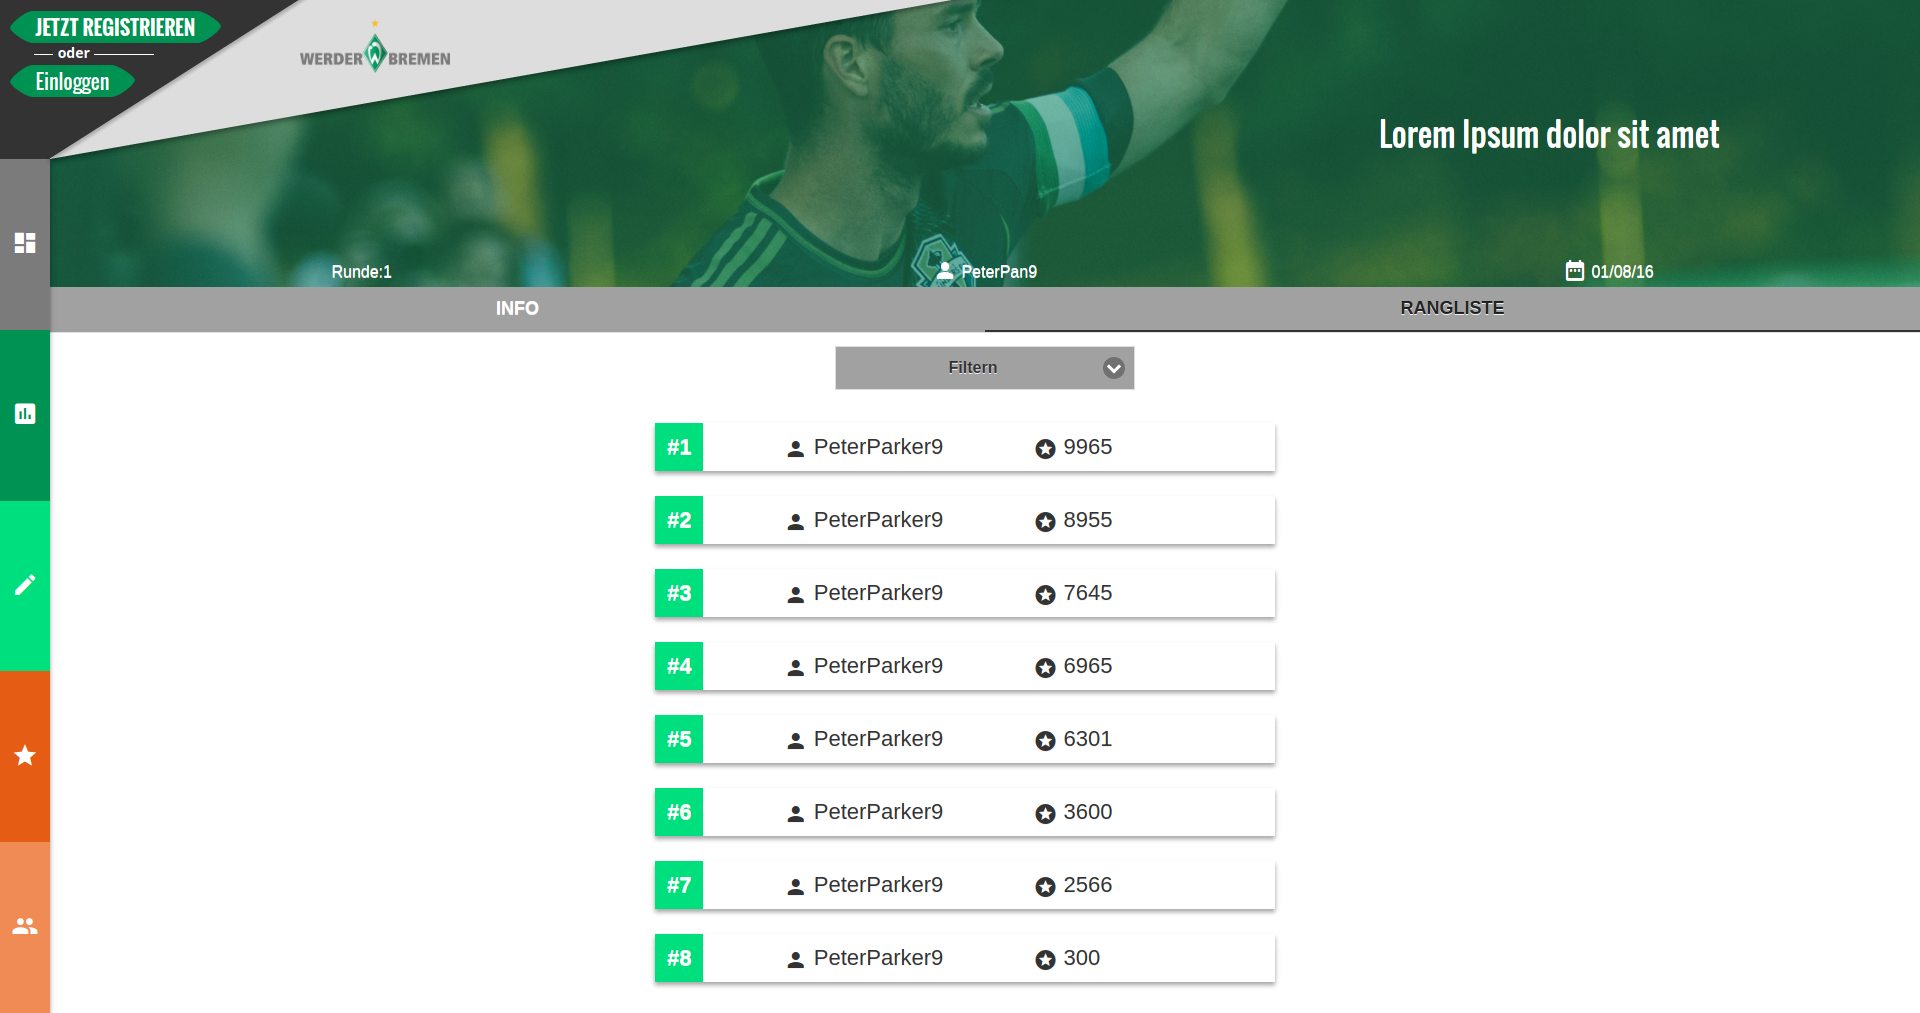 JETZT REGISTRIEREN
oder
Einloggen
WERDER BREMEN
Lorem Ipsum dolor sit amet
Runde:1
PeterPan9
01/08/16
INFO
RANGLISTE
Filtern
#1 PeterParker9 9965
#2 PeterParker9 8955
#3 PeterParker9 7645
#4 PeterParker9 6965
#5 PeterParker9 6301
#6 PeterParker9 3600
#7 PeterParker9 2566
#8 PeterParker9 300